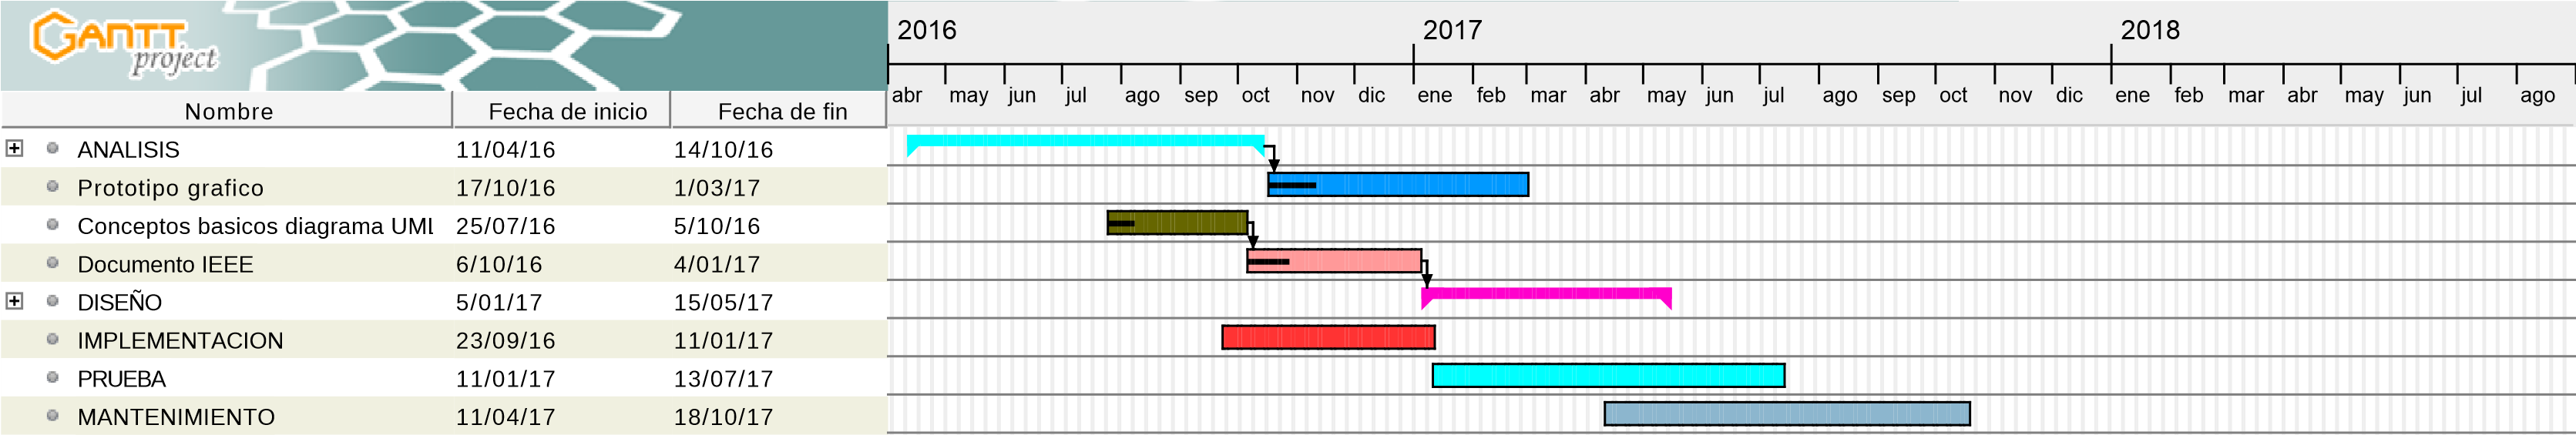 GANTT
project
2016 2017 2018
abr may jun jul ago sep oct nov dic ene feb mar abr may jun jul ago sep oct nov dic ene feb mar abr may jun jul ago
Nombre Fecha de inicio Fecha de fin
ANALISIS 11/04/16 14/10/16
Prototipo grafico 17/10/16 1/03/17
Conceptos basicos diagrama UML 25/07/16 5/10/16
Documento IEEE 6/10/16 4/01/17
DISEÑO 5/01/17 15/05/17
IMPLEMENTACION 23/09/16 11/01/17
PRUEBA 11/01/17 13/07/17
MANTENIMIENTO 11/04/17 18/10/17